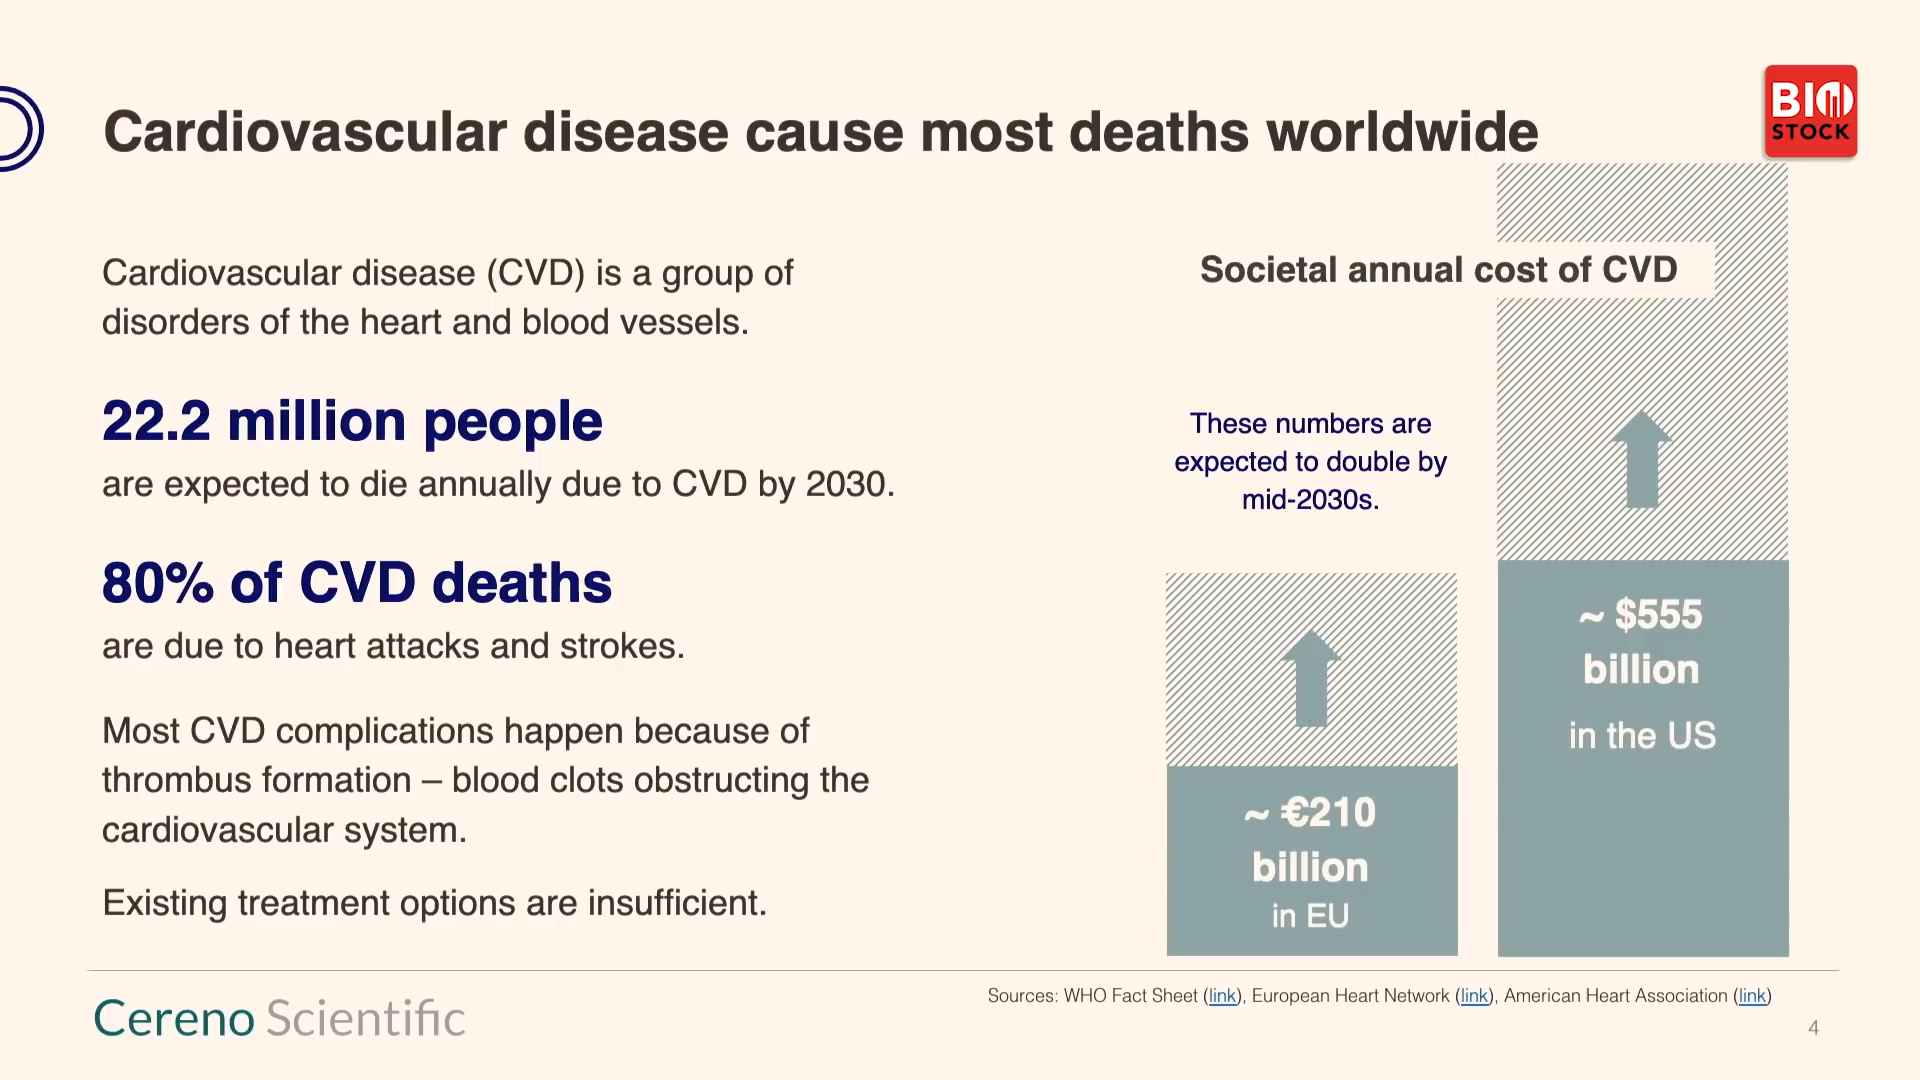 Cardiovascular disease cause most deaths worldwide
BIO
STOCK
Cardiovascular disease (CVD) is a group of
disorders of the heart and blood vessels.
22.2 million people
are expected to die annually due to CVD by 2030.
80% of CVD deaths
are due to heart attacks and strokes.
Most CVD complications happen because of
thrombus formation – blood clots obstructing the
cardiovascular system.
Existing treatment options are insufficient.
Societal annual cost of CVD
These numbers are
expected to double by
mid-2030s.
~ €210
billion
in EU
~ $555
billion
in the US
Sources: WHO Fact Sheet (link), European Heart Network (link), American Heart Association (link)
Cereno Scientific
4